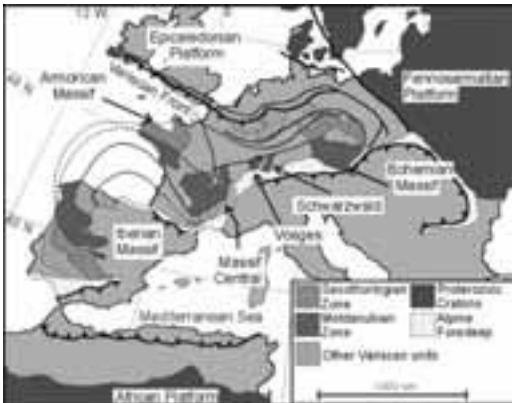 Epicaledonian
Platform
Armorican
Massif
Variscan Front
Fennosarmatian
Platform
Bohemian
Massif
Schwarzwald
Vosges
Iberian
Massif
Massif
Central
Mediterranean Sea
African Platform
Saxothuringian
Zone
Moldanubian
Zone
Proterozoic
Cratons
Alpine
Foredeep
Other Variscan units